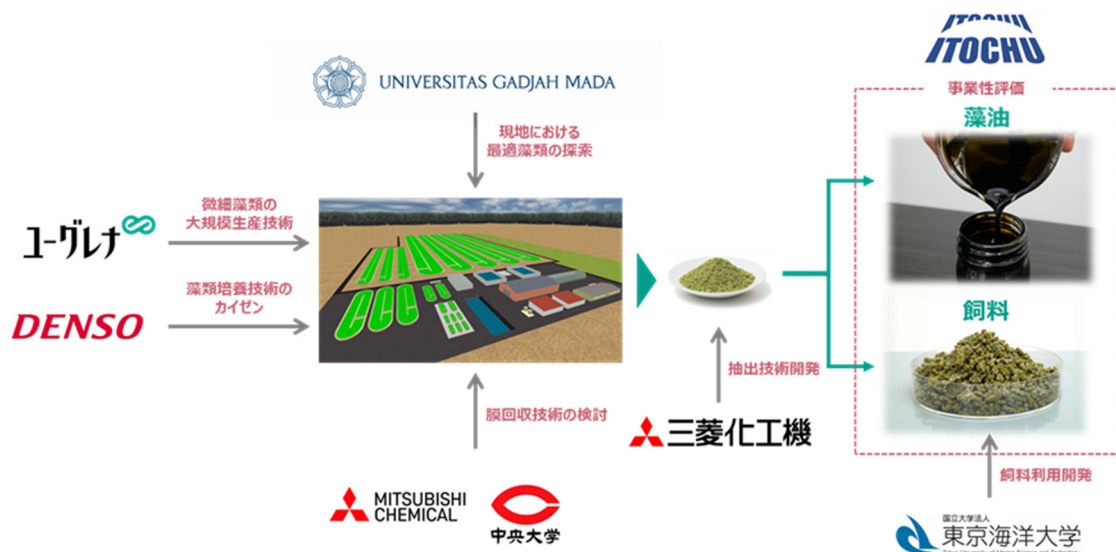 ITOCHU
事業性評価
UNIVERSITAS GADJAH MADA
現地における
最適藻類の探索
藻油
ユーグレナ
微細藻類の
大規模生産技術
DENSO
藻類培養技術の
カイゼン
飼料
抽出技術開発
膜回収技術の検討
三菱化工機
MITSUBISHI
CHEMICAL
中央大学
飼料利用開発
国立大学法人
東京海洋大学